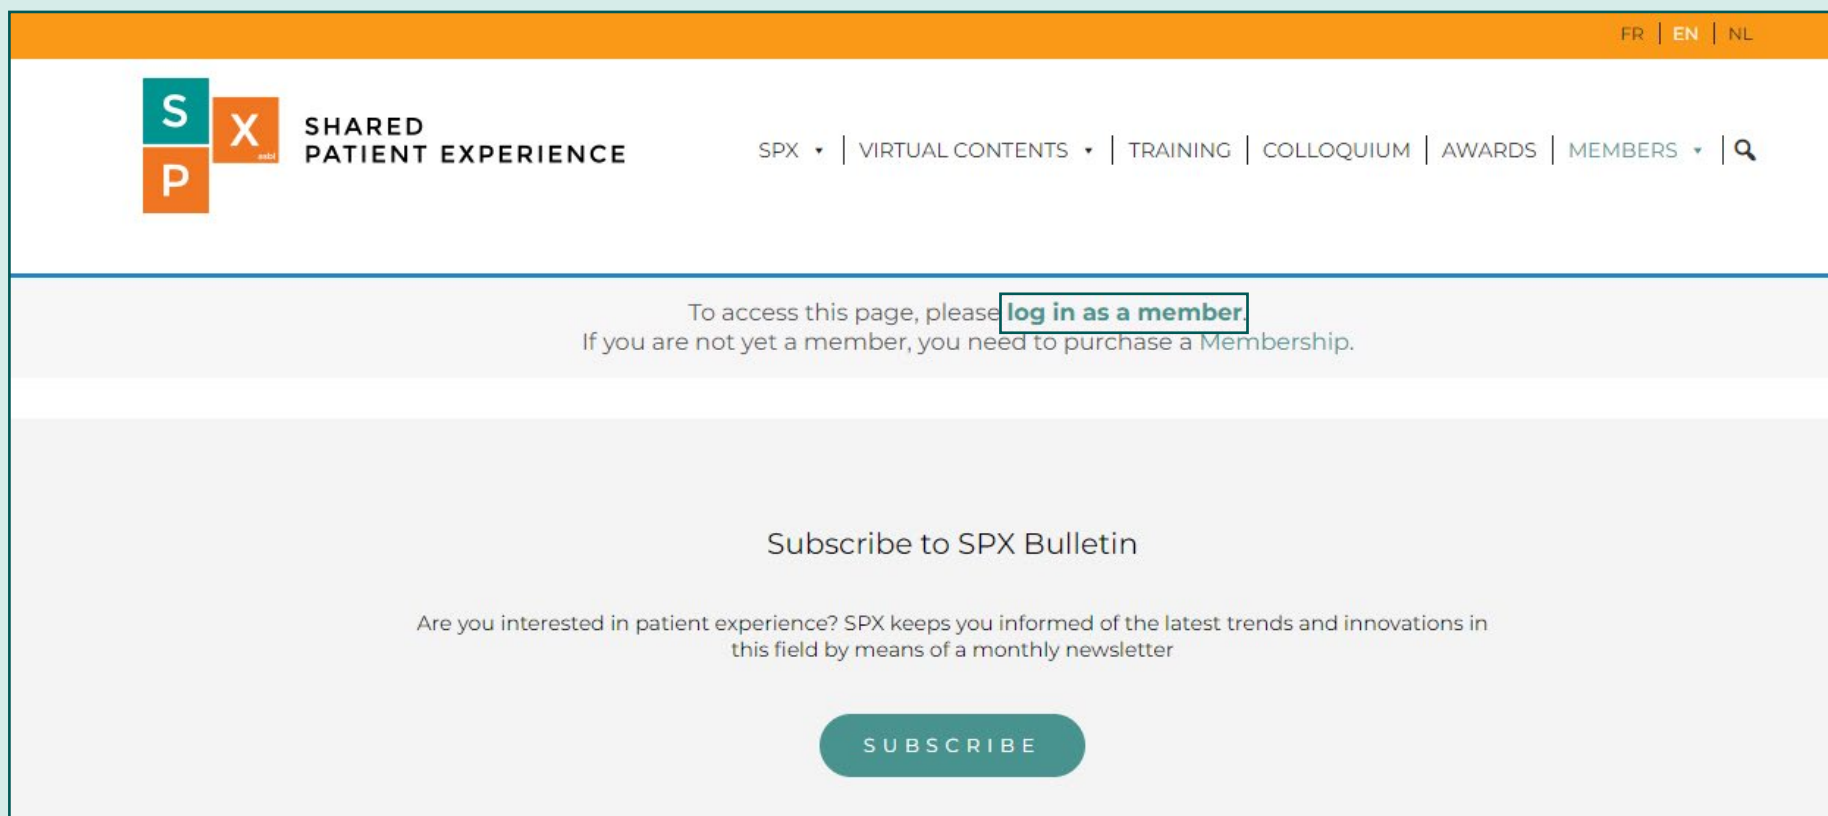 FR | EN | NL
S
X
asbl
P
SHARED
PATIENT EXPERIENCE
SPX | VIRTUAL CONTENTS | TRAINING | COLLOQUIUM | AWARDS | MEMBERS
To access this page, please log in as a member.
If you are not yet a member, you need to purchase a Membership.
Subscribe to SPX Bulletin
Are you interested in patient experience? SPX keeps you informed of the latest trends and innovations in
this field by means of a monthly newsletter
SUBSCRIBE